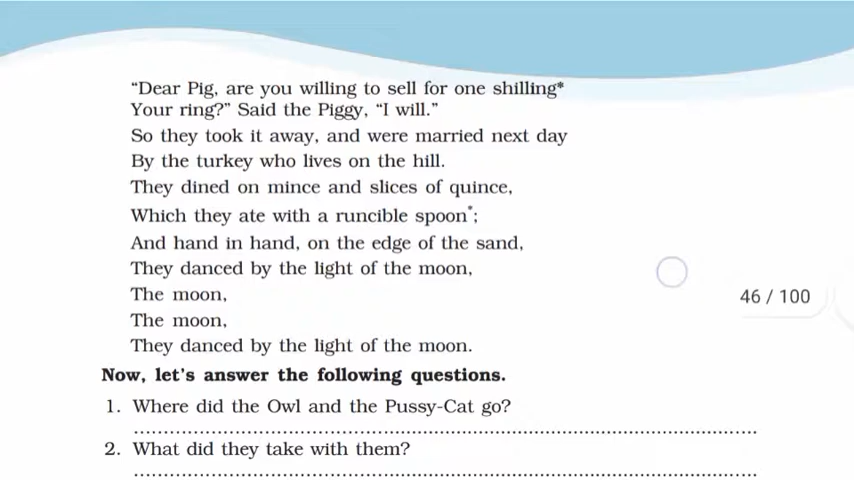 "Dear Pig, are you willing to sell for one shilling*
Your ring?" Said the Piggy, "I will."
So they took it away, and were married next day
By the turkey who lives on the hill.
They dined on mince and slices of quince,
Which they ate with a runcible spoon*;
And hand in hand, on the edge of the sand,
They danced by the light of the moon,
The moon,
The moon,
They danced by the light of the moon.
Now, let's answer the following questions.
1. Where did the Owl and the Pussy-Cat go?
2. What did they take with them?
46 / 100